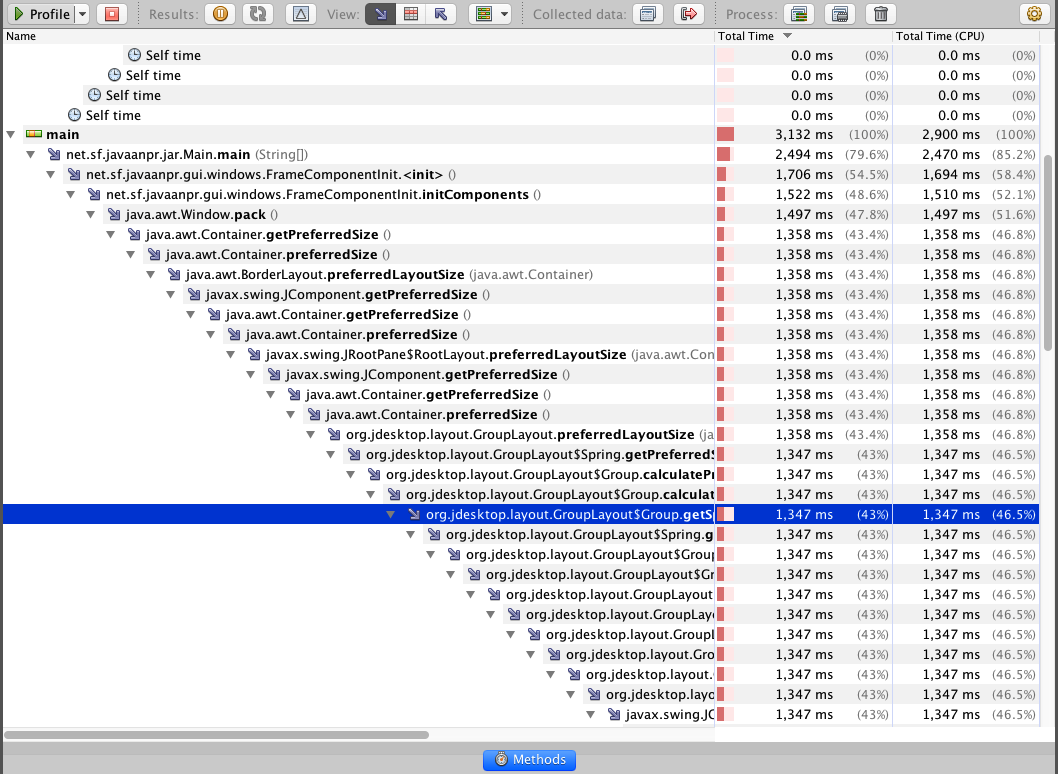 Profile Results: View: Collected data: Process:
Name Total Time Total Time (CPU)
Self time 0.0 ms (0%) 0.0 ms (0%)
Self time 0.0 ms (0%) 0.0 ms (0%)
Self time 0.0 ms (0%) 0.0 ms (0%)
Self time 0.0 ms (0%) 0.0 ms (0%)
main 3,132 ms (100%) 2,900 ms (100%)
net.sf.javaanpr.jar.Main.main (String[]) 2,494 ms (79.6%) 2,470 ms (85.2%)
net.sf.javaanpr.gui.windows.FrameComponentInit.<init> () 1,706 ms (54.5%) 1,694 ms (58.4%)
net.sf.javaanpr.gui.windows.FrameComponentInit.initComponents () 1,522 ms (48.6%) 1,510 ms (52.1%)
java.awt.Window.pack () 1,497 ms (47.8%) 1,497 ms (51.6%)
java.awt.Container.getPreferredSize () 1,358 ms (43.4%) 1,358 ms (46.8%)
java.awt.Container.preferredSize () 1,358 ms (43.4%) 1,358 ms (46.8%)
java.awt.BorderLayout.preferredLayoutSize (java.awt.Container) 1,358 ms (43.4%) 1,358 ms (46.8%)
javax.swing.JComponent.getPreferredSize () 1,358 ms (43.4%) 1,358 ms (46.8%)
java.awt.Container.getPreferredSize () 1,358 ms (43.4%) 1,358 ms (46.8%)
java.awt.Container.preferredSize () 1,358 ms (43.4%) 1,358 ms (46.8%)
javax.swing.JRootPane$RootLayout.preferredLayoutSize (java.awt.Con 1,358 ms (43.4%) 1,358 ms (46.8%)
javax.swing.JComponent.getPreferredSize () 1,358 ms (43.4%) 1,358 ms (46.8%)
java.awt.Container.getPreferredSize () 1,358 ms (43.4%) 1,358 ms (46.8%)
java.awt.Container.preferredSize () 1,358 ms (43.4%) 1,358 ms (46.8%)
org.jdesktop.layout.GroupLayout.preferredLayoutSize (ja 1,358 ms (43.4%) 1,358 ms (46.8%)
org.jdesktop.layout.GroupLayout$Spring.getPreferredS 1,347 ms (43%) 1,347 ms (46.5%)
org.jdesktop.layout.GroupLayout$Group.calculatePr 1,347 ms (43%) 1,347 ms (46.5%)
org.jdesktop.layout.GroupLayout$Group.calculat 1,347 ms (43%) 1,347 ms (46.5%)
org.jdesktop.layout.GroupLayout$Group.getS 1,347 ms (43%) 1,347 ms (46.5%)
org.jdesktop.layout.GroupLayout$Spring.g 1,347 ms (43%) 1,347 ms (46.5%)
org.jdesktop.layout.GroupLayout$Group 1,347 ms (43%) 1,347 ms (46.5%)
org.jdesktop.layout.GroupLayout$Gr 1,347 ms (43%) 1,347 ms (46.5%)
org.jdesktop.layout.GroupLayout 1,347 ms (43%) 1,347 ms (46.5%)
org.jdesktop.layout.GroupLay 1,347 ms (43%) 1,347 ms (46.5%)
org.jdesktop.layout.GroupL 1,347 ms (43%) 1,347 ms (46.5%)
org.jdesktop.layout.Gro 1,347 ms (43%) 1,347 ms (46.5%)
org.jdesktop.layout. 1,347 ms (43%) 1,347 ms (46.5%)
org.jdesktop.layo 1,347 ms (43%) 1,347 ms (46.5%)
javax.swing.JC 1,347 ms (43%) 1,347 ms (46.5%)
Methods